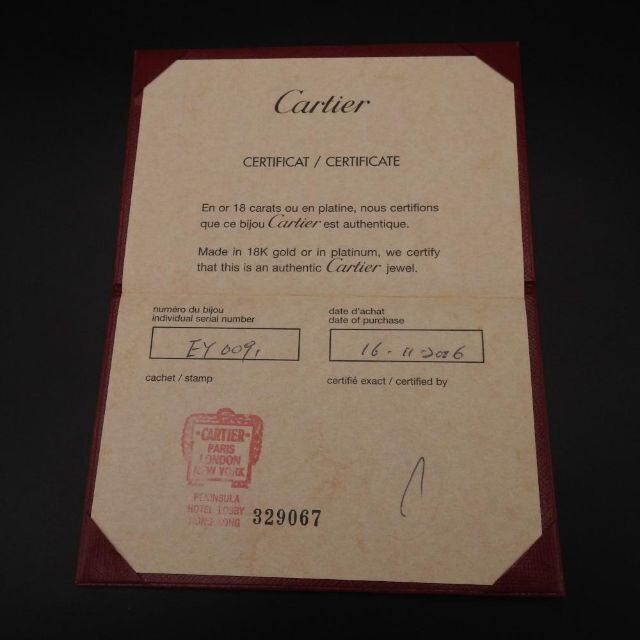 Cartier
CERTIFICAT / CERTIFICATE
En or 18 carats ou en platine, nous certifions
que ce bijou Cartier est authentique.
Made in 18K gold or in platinum, we certify
that this is an authentic Cartier jewel.
numéro du bijou
individual serial number
EY 009,
date d'achat
date of purchase
16 - 11 - 2006
cachet / stamp
certifié exact / certified by
CARTIER
PARIS
LONDON
NEW YORK
PENINSULA
HOTEL LOBBY
HONG KONG
329067